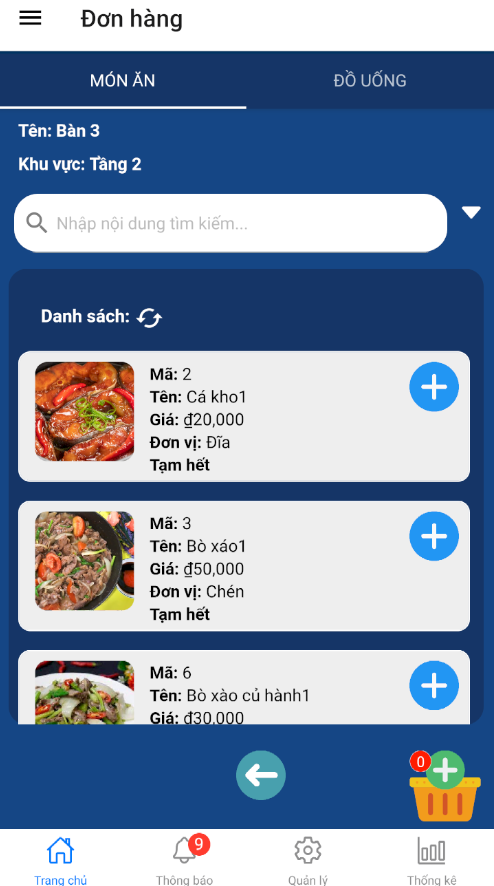 Đơn hàng
MÓN ĂN
ĐỒ UỐNG
Tên: Bàn 3
Khu vực: Tầng 2
Nhập nội dung tìm kiếm...
Danh sách:
Mã: 2
Tên: Cá kho1
Giá: ₫20,000
Đơn vị: Đĩa
Tạm hết
Mã: 3
Tên: Bò xáo1
Giá: ₫50,000
Đơn vị: Chén
Tạm hết
Mã: 6
Tên: Bò xào củ hành1
Giá: ₫30,000
0
9
Trang chủ
Thông báo
Quản lý
Thống kê